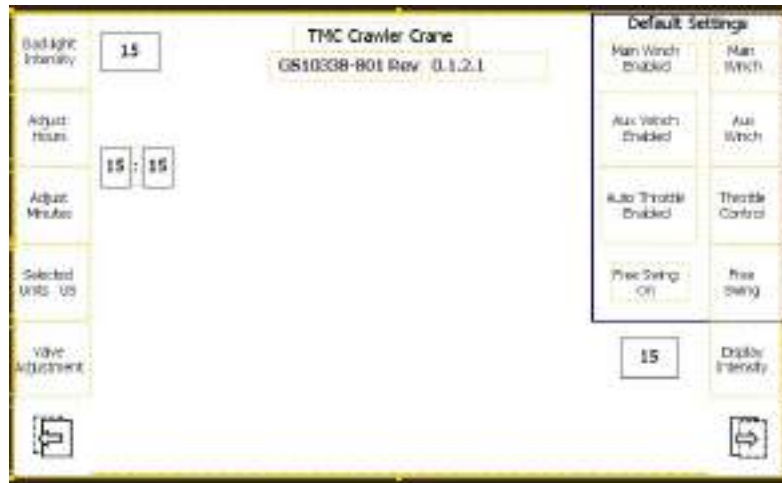 Backlight
Intensity
15
TMC Crawler Crane
GS10338-801 Rev 0.1.2.1
Default Settings
Main Winch
Enabled
Main
Winch
Adjust
Hours
Aux Winch
Enabled
Aux
Winch
15 : 15
Adjust
Minutes
Auto Throttle
Enabled
Throttle
Control
Selected
Units US
Free Swing
On
Free
Swing
Valve
Adjustment
15
Display
Intensity